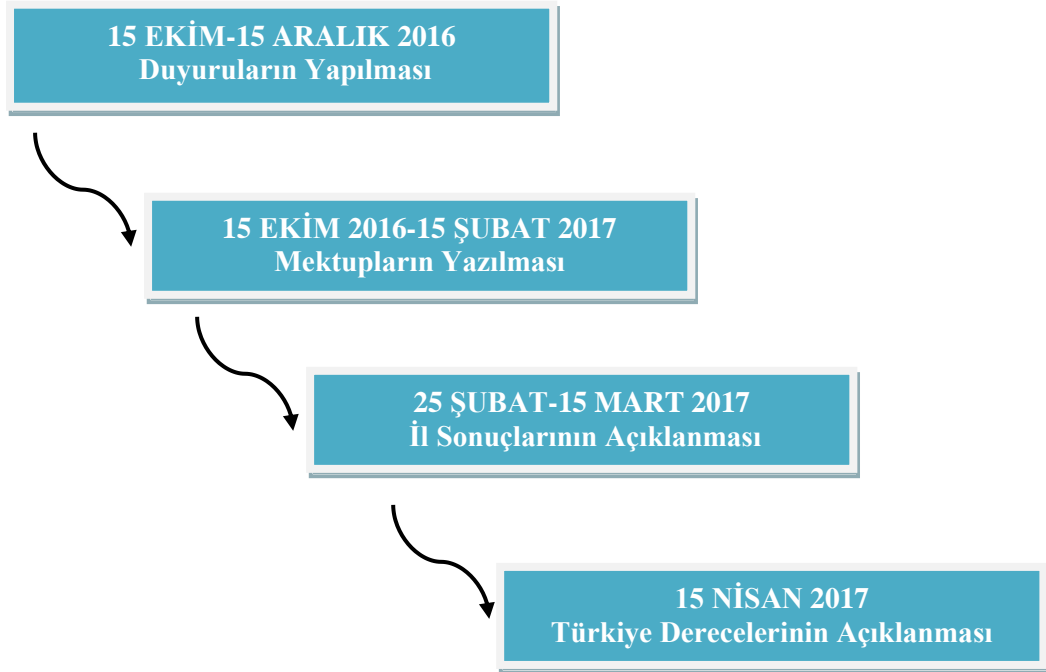 15 EKİM-15 ARALIK 2016
Duyuruların Yapılması
15 EKİM 2016-15 ŞUBAT 2017
Mektupların Yazılması
25 ŞUBAT-15 MART 2017
İl Sonuçlarının Açıklanması
15 NİSAN 2017
Türkiye Derecelerinin Açıklanması